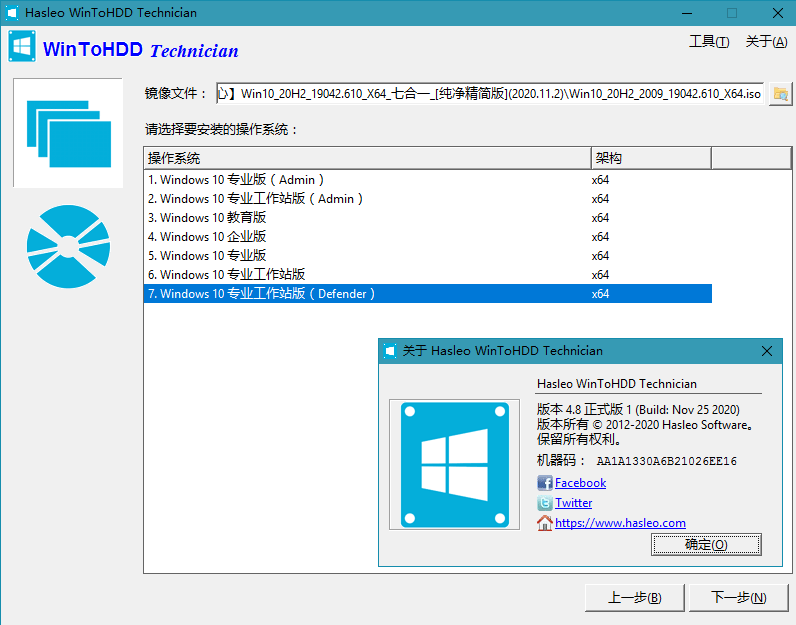 Hasleo WinToHDD Technician
WinToHDD Technician
工具(T) 关于(A)
镜像文件： 心】Win10_20H2_19042.610_X64_七合一_[纯净精简版](2020.11.2)\Win10_20H2_2009_19042.610_X64.iso
请选择要安装的操作系统：
操作系统 架构
1. Windows 10 专业版（Admin） x64
2. Windows 10 专业工作站版（Admin） x64
3. Windows 10 教育版 x64
4. Windows 10 企业版 x64
5. Windows 10 专业版 x64
6. Windows 10 专业工作站版 x64
7. Windows 10 专业工作站版（Defender） x64
关于 Hasleo WinToHDD Technician
Hasleo WinToHDD Technician
版本 4.8 正式版 1 (Build: Nov 25 2020)
版本所有 © 2012-2020 Hasleo Software。
保留所有权利。
机器码： AA1A1330A6B21026EE16
Facebook
Twitter
https://www.hasleo.com
确定(O)
上一步(B) 下一步(N)